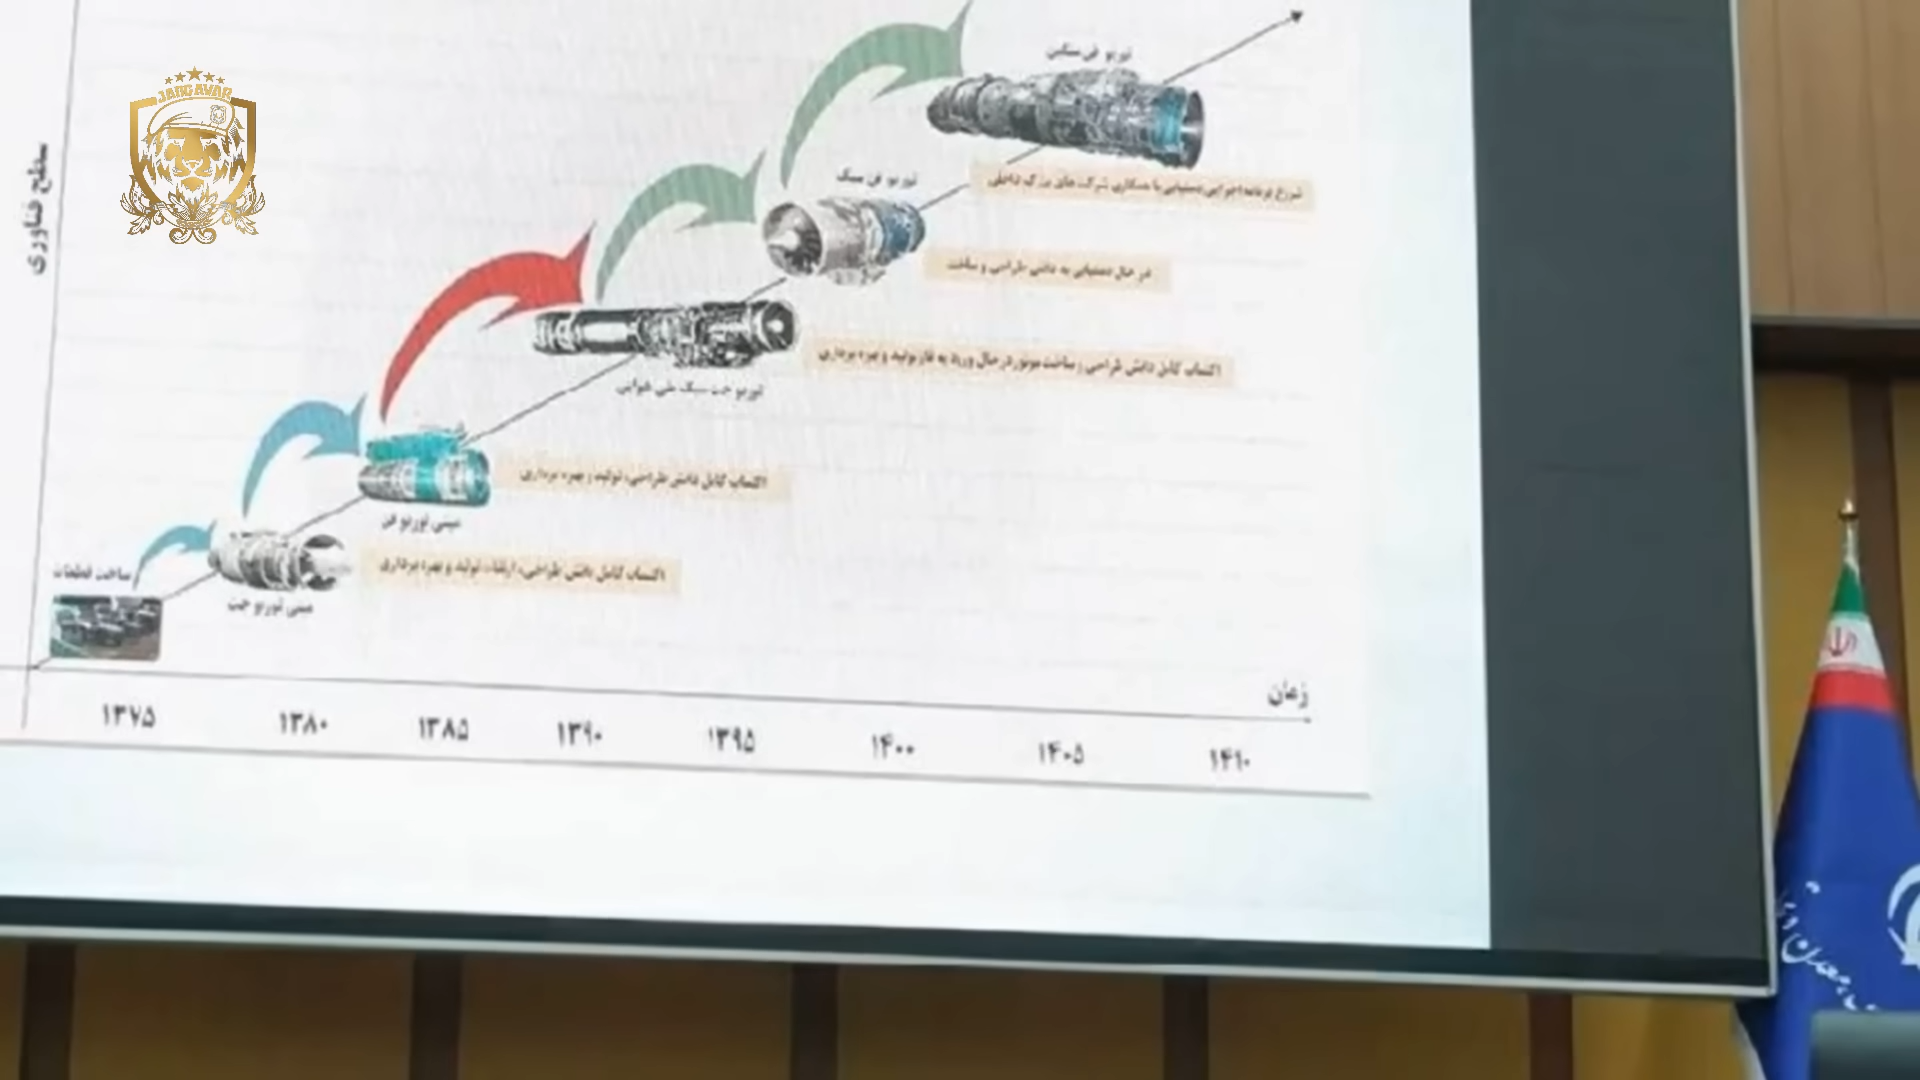 JANGAVAR
توربو فن سنگین
سطح فناوری
شروع برنامه اجرایی دستیابی با همکاری شرکت های بزرگ داخلی
توربو فن سبک
در حال دستیابی به دانش طراحی و ساخت
اکتساب کامل دانش طراحی و ساخت موتور در حال ورود به فاز تولید و بهره برداری
توربو جت سبک ملی هوایی
اکتساب کامل دانش طراحی، تولید و بهره برداری
مینی توربو فن
ساخت قطعات
اکتساب کامل دانش طراحی، ارتقاء، تولید و بهره برداری
مینی توربو جت
زمان
۱۳۷۵ ۱۳۸۰ ۱۳۸۵ ۱۳۹۰ ۱۳۹۵ ۱۴۰۰ ۱۴۰۵ ۱۴۱۰
معدن و